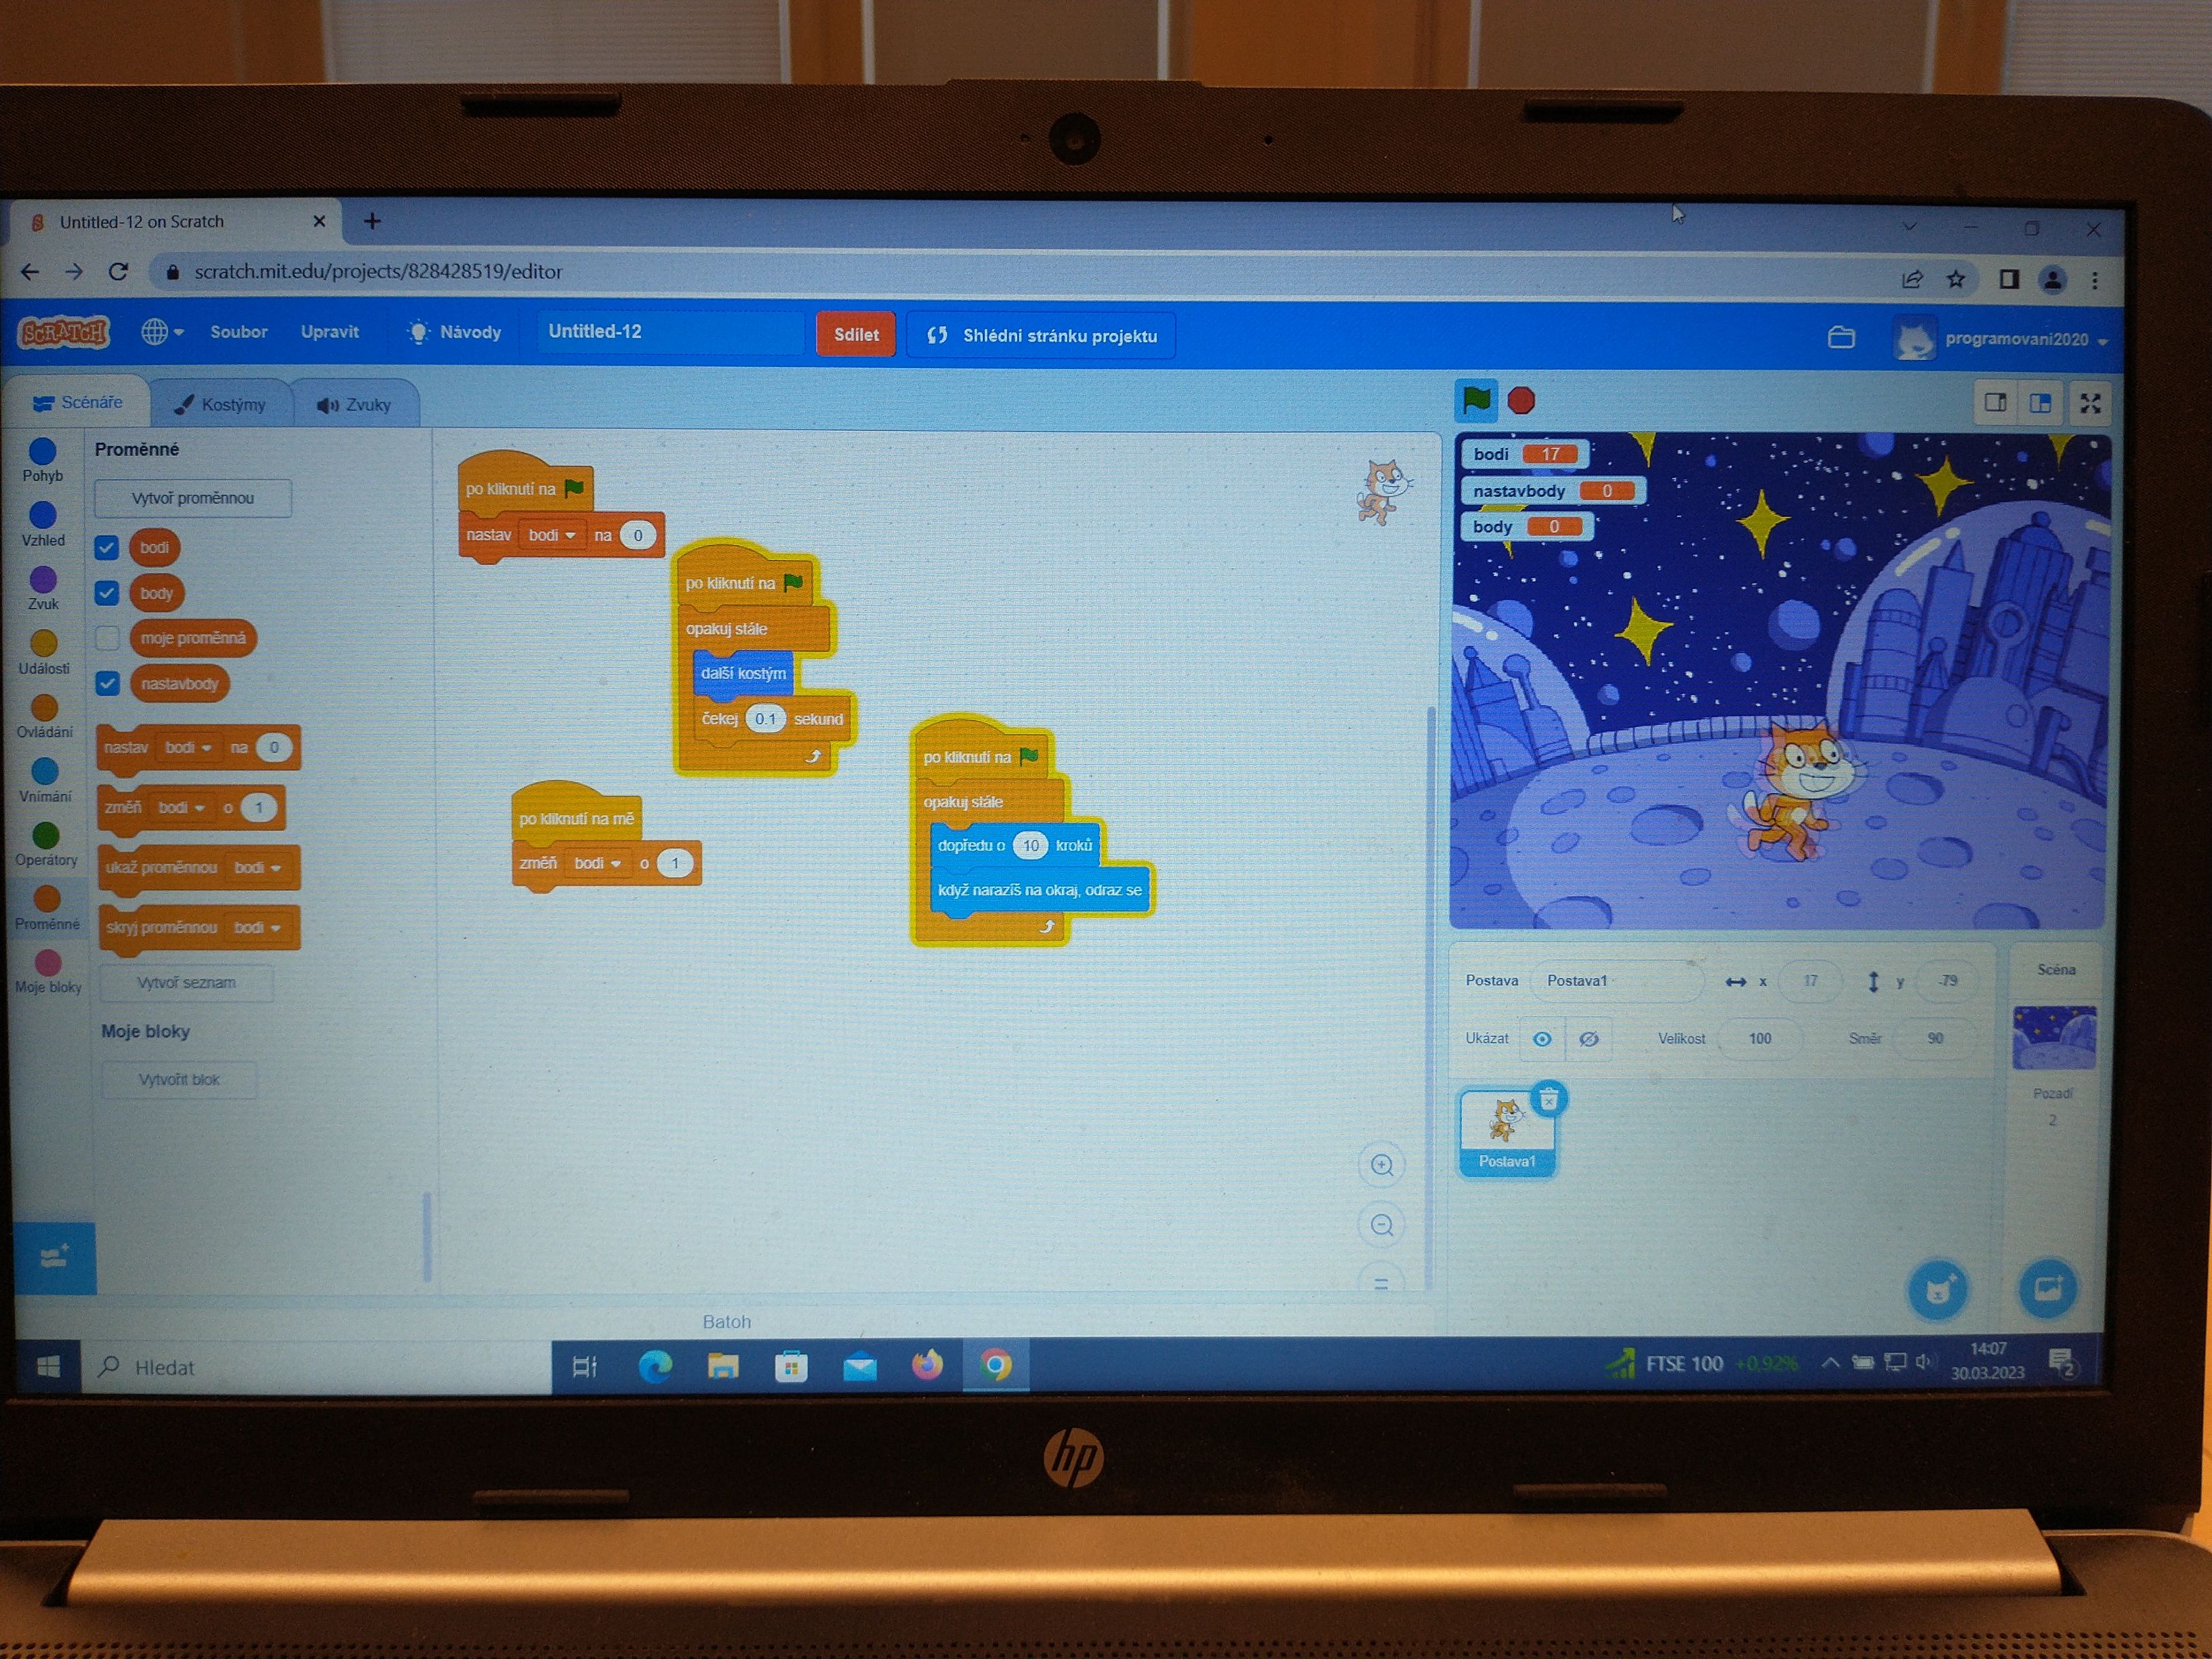 Untitled-12 on Scratch
scratch.mit.edu/projects/828428519/editor
SCRATCH Soubor Upravit Návody Untitled-12 Sdílet Shlédni stránku projektu programovani2020
Scénáře Kostýmy Zvuky
Pohyb
Vzhled
Zvuk
Události
Ovládání
Vnímání
Operátory
Proměnné
Moje bloky
Proměnné
Vytvoř proměnnou
bodi
body
moje proměnná
nastavbody
nastav bodi na 0
změň bodi o 1
ukaž proměnnou bodi
skryj proměnnou bodi
Vytvoř seznam
Moje bloky
Vytvořit blok
po kliknutí na
nastav bodi na 0
po kliknutí na
opakuj stále
další kostým
čekej 0.1 sekund
po kliknutí na mě
změň bodi o 1
po kliknutí na
opakuj stále
dopředu o 10 kroků
když narazíš na okraj, odraz se
bodi 17
nastavbody 0
body 0
Postava Postava1 x 17 y -79
Ukázat Velikost 100 Směr 90
Postava1
Scéna
Pozadí
2
Batoh
Hledat
FTSE 100 +0,92%
14:07
30.03.2023
2
hp